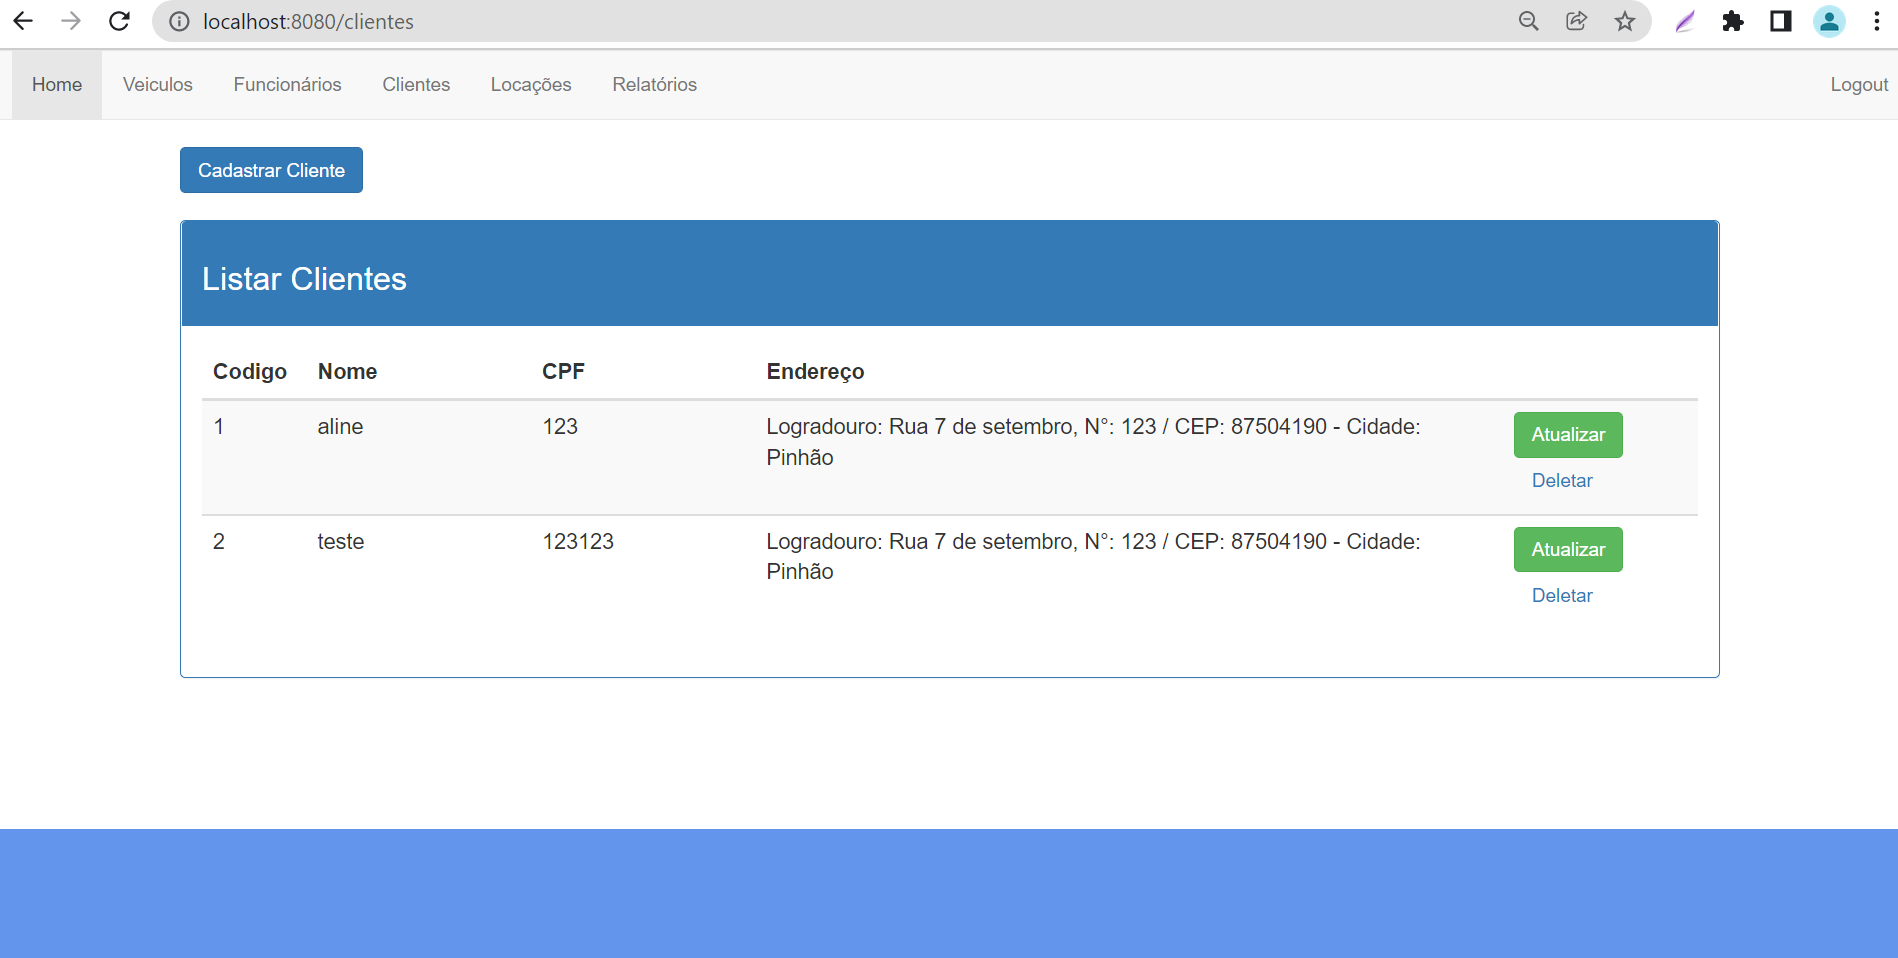 localhost:8080/clientes
Home Veiculos Funcionários Clientes Locações Relatórios Logout
Cadastrar Cliente
Listar Clientes
Codigo Nome CPF Endereço
1 aline 123 Logradouro: Rua 7 de setembro, N°: 123 / CEP: 87504190 - Cidade: Atualizar
Pinhão
Deletar
2 teste 123123 Logradouro: Rua 7 de setembro, N°: 123 / CEP: 87504190 - Cidade: Atualizar
Pinhão
Deletar